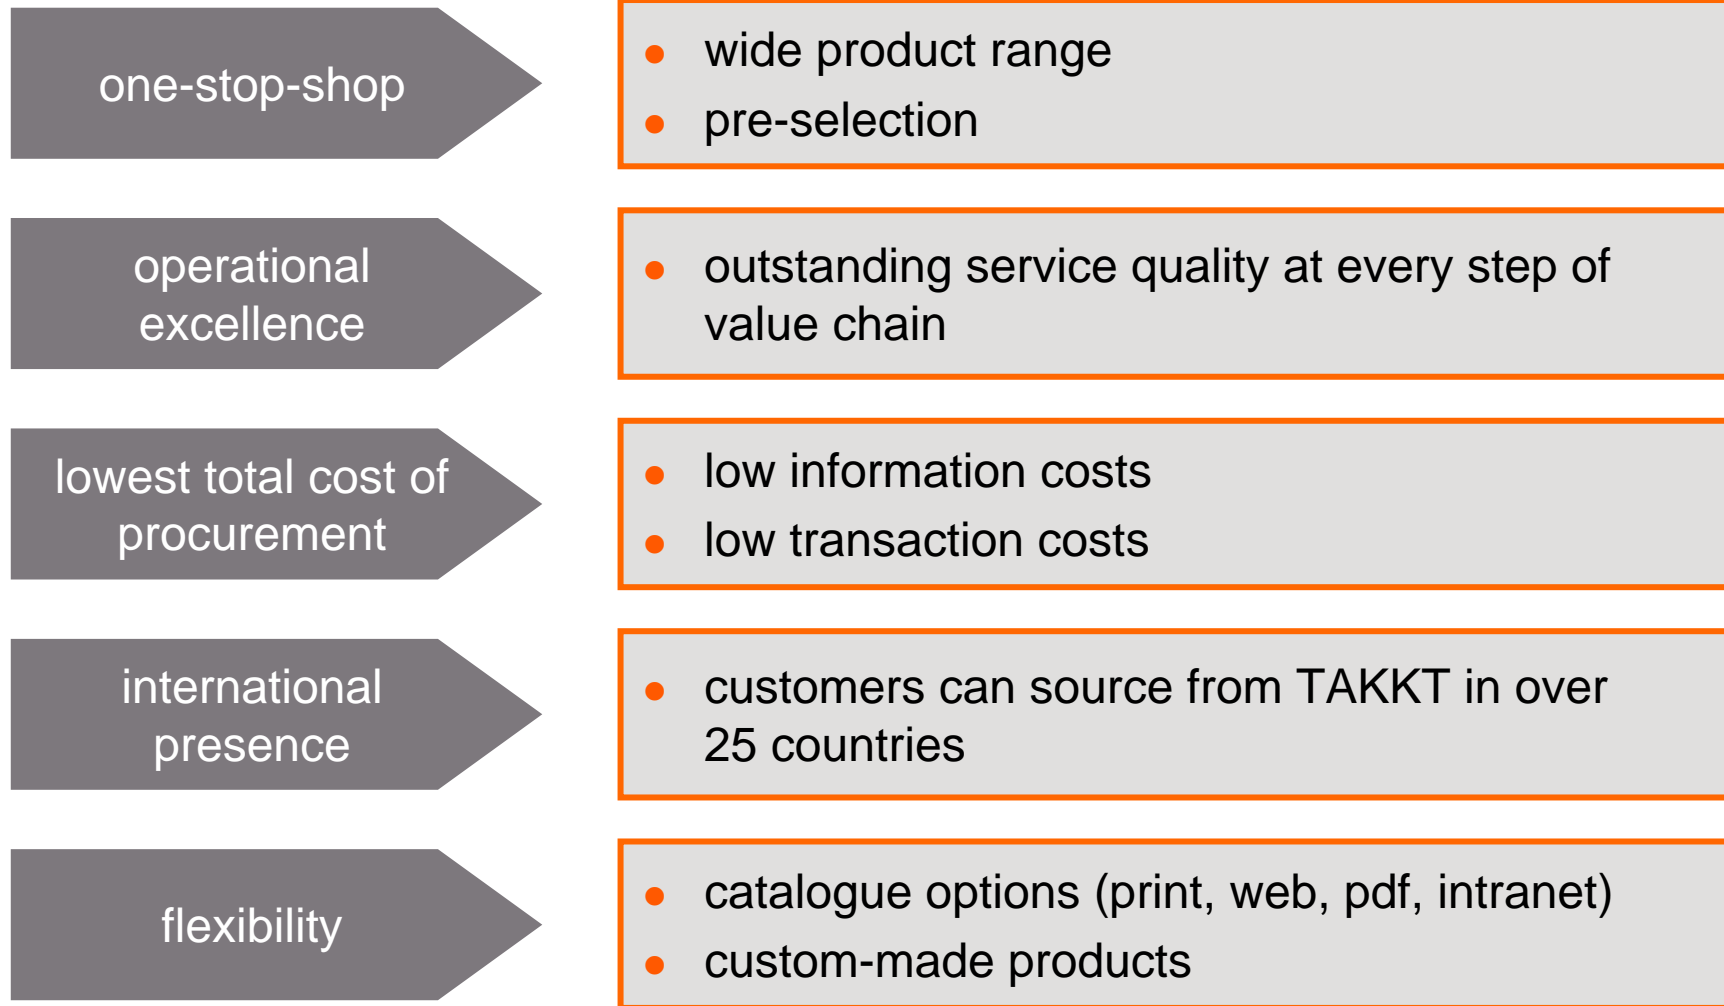 one-stop-shop
● wide product range
● pre-selection
operational
excellence
● outstanding service quality at every step of
value chain
lowest total cost of
procurement
● low information costs
● low transaction costs
international
presence
● customers can source from TAKKT in over
25 countries
flexibility
● catalogue options (print, web, pdf, intranet)
● custom-made products